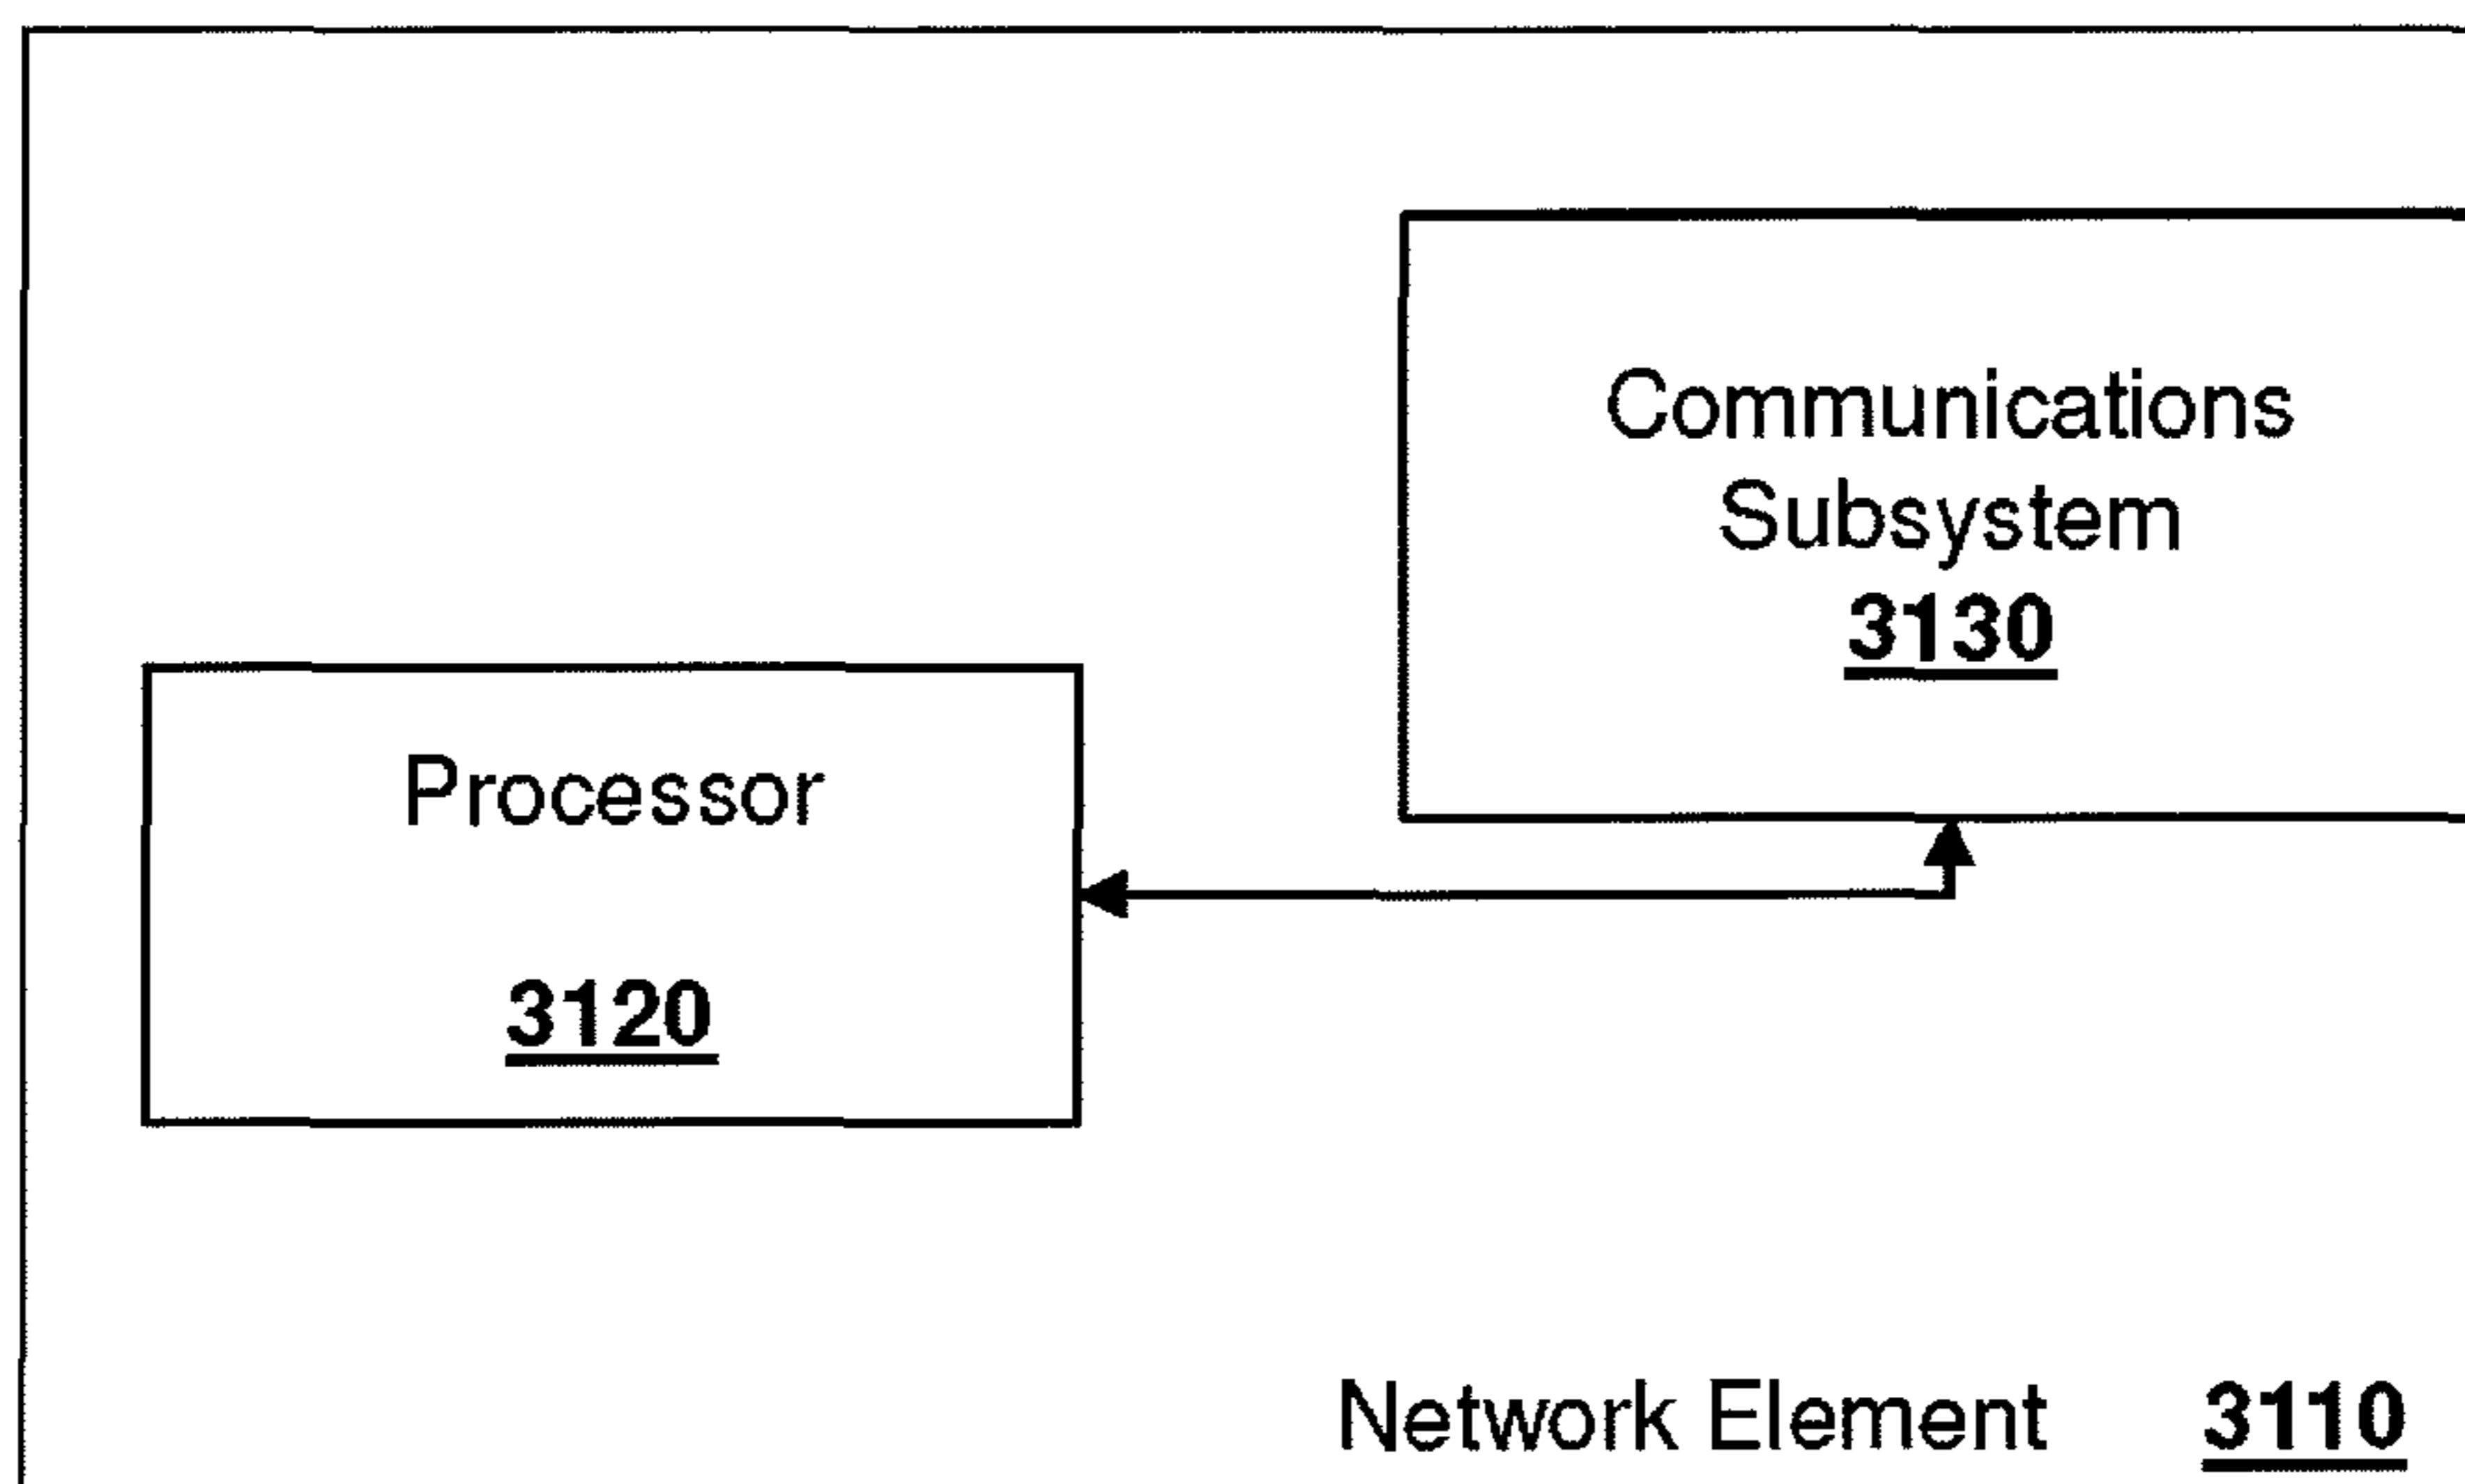 Communications
Subsystem
3130
Processor
3120
Network Element 3110